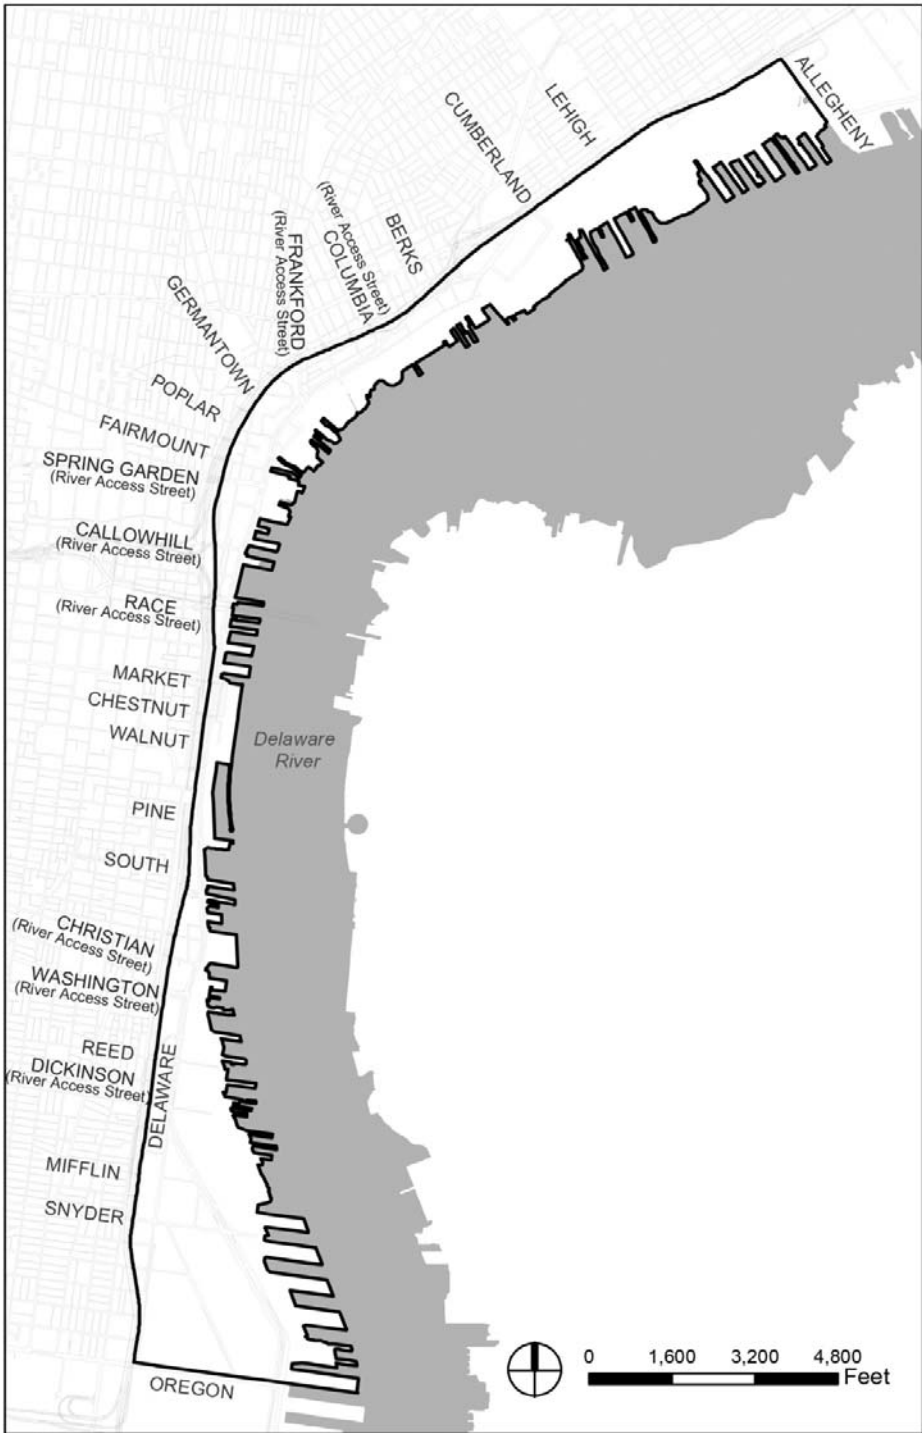 ALLEGHENY
LEHIGH
CUMBERLAND
BERKS
COLUMBIA
(River Access Street)
FRANKFORD
(River Access Street)
GERMANTOWN
POPLAR
FAIRMOUNT
SPRING GARDEN
(River Access Street)
CALLOWHILL
(River Access Street)
RACE
(River Access Street)
MARKET
CHESTNUT
WALNUT
Delaware
River
PINE
SOUTH
CHRISTIAN
(River Access Street)
WASHINGTON
(River Access Street)
REED
DICKINSON
(River Access Street)
DELAWARE
MIFFLIN
SNYDER
OREGON
0 1,600 3,200 4,800
Feet